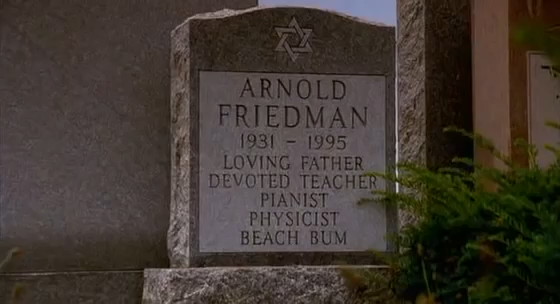 ARNOLD
FRIEDMAN
1931 - 1995
LOVING FATHER
DEVOTED TEACHER
PIANIST
PHYSICIST
BEACH BUM